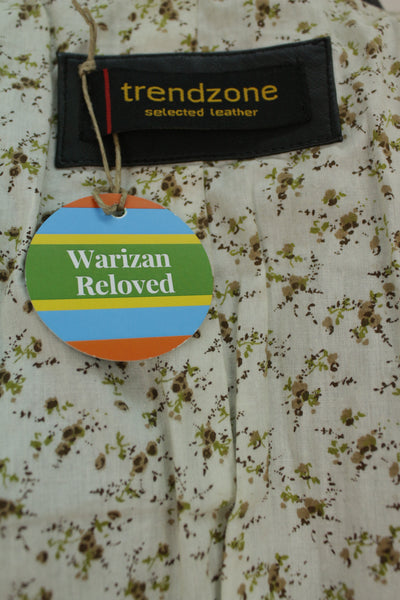 trendzone
selected leather
Warizan
Reloved